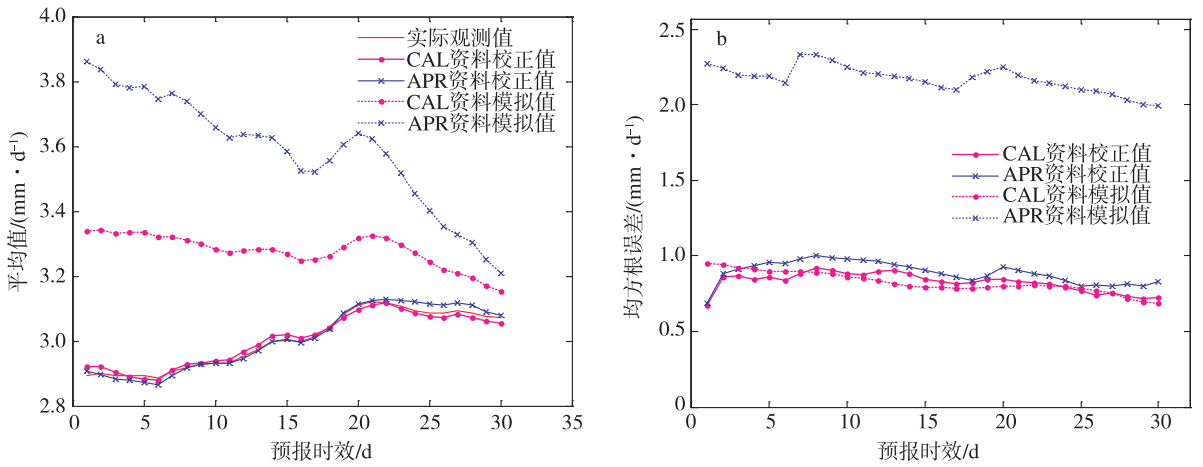 a
4.0
3.8
3.6
3.4
3.2
3.0
2.8
平均值/(mm·d⁻¹)
实际观测值
CAL资料校正值
APR资料校正值
CAL资料模拟值
APR资料模拟值
0 5 10 15 20 25 30 35
预报时效/d
b
2.5
2.0
1.5
1.0
0.5
0
均方根误差/(mm·d⁻¹)
CAL资料校正值
APR资料校正值
CAL资料模拟值
APR资料模拟值
0 5 10 15 20 25 30
预报时效/d